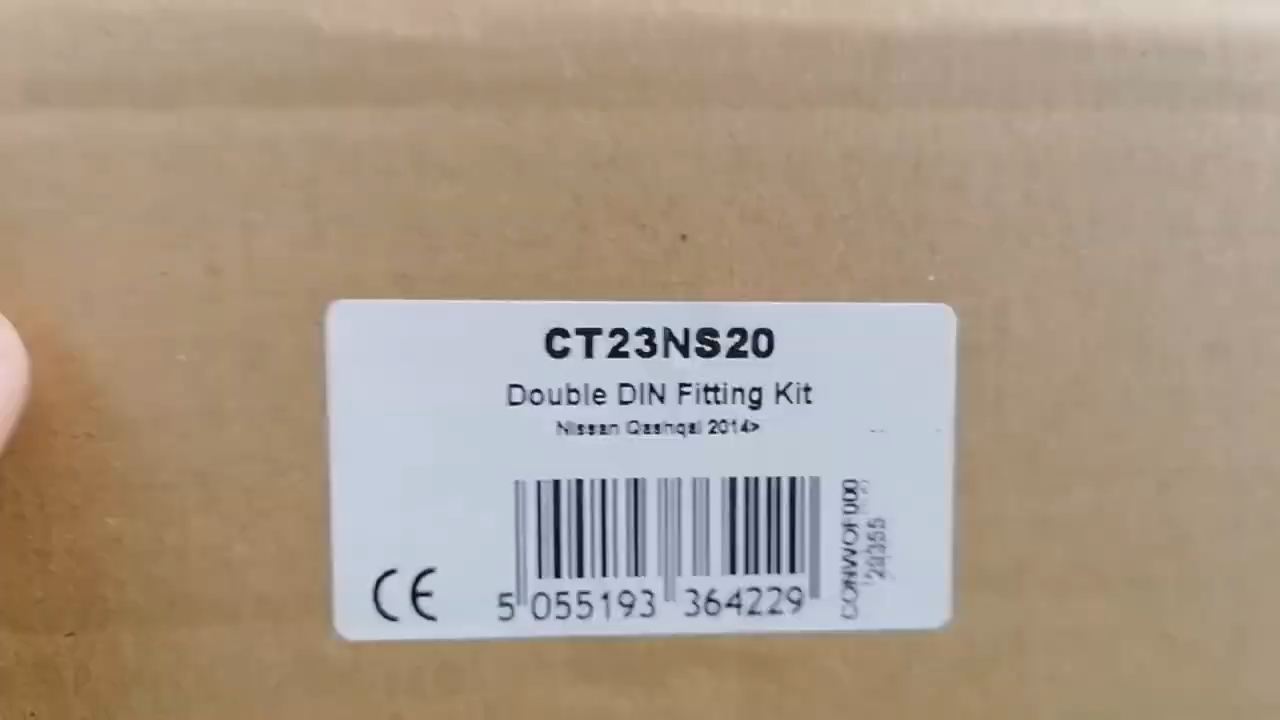 CT23NS20
Double DIN Fitting Kit
Nissan Qashqai 2014>
CE
5 055193 364229